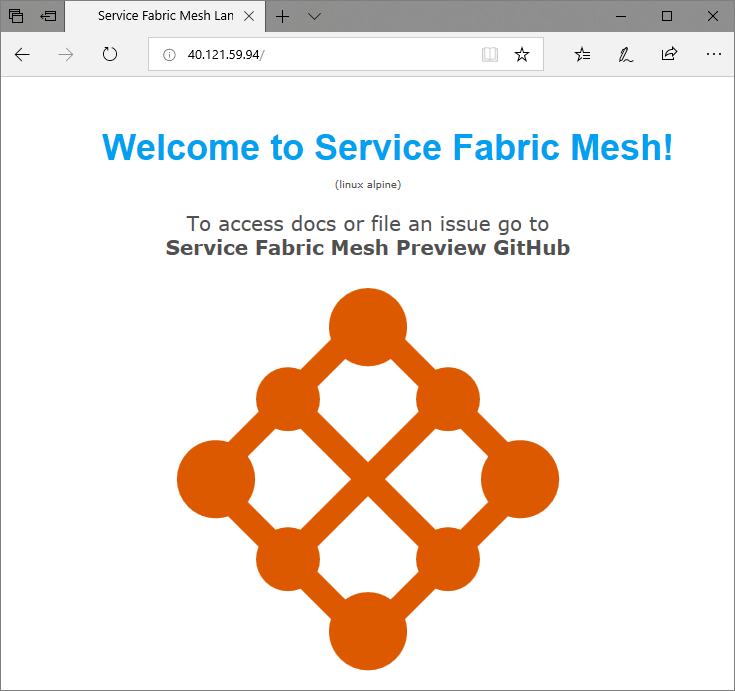 Service Fabric Mesh Lan
40.121.59.94/
Welcome to Service Fabric Mesh!
(linux alpine)
To access docs or file an issue go to
Service Fabric Mesh Preview GitHub